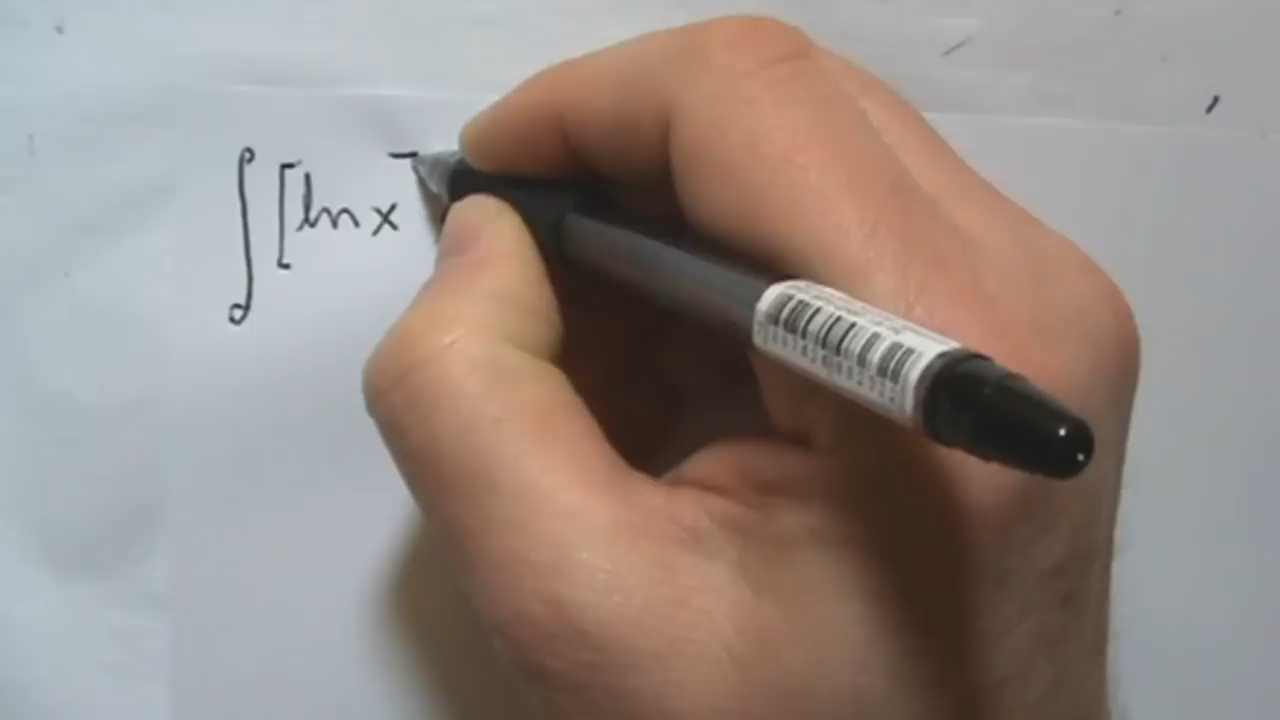 ∫ [ln x